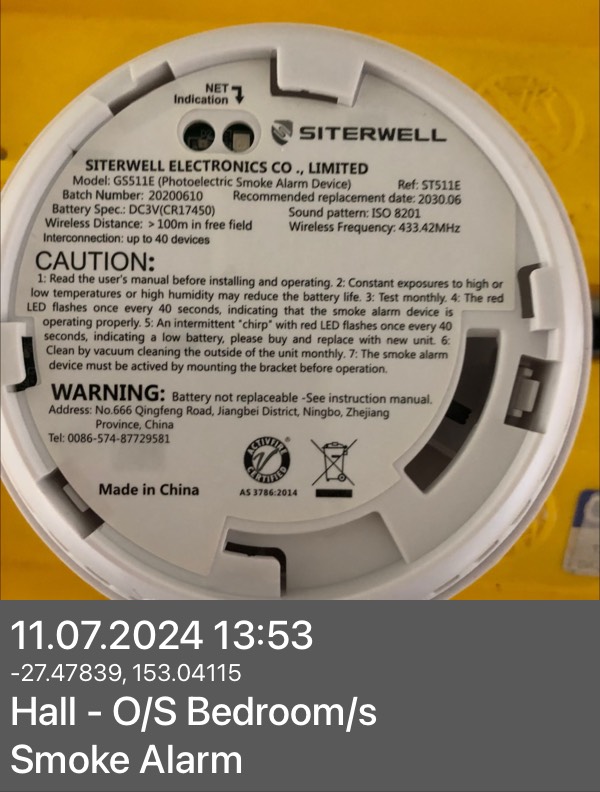 NET
Indication
SITERWELL
SITERWELL ELECTRONICS CO ., LIMITED
Model: GS511E (Photoelectric Smoke Alarm Device)
Ref: ST511E
Batch Number: 20200610
Recommended replacement date: 2030.06
Battery Spec.: DC3V(CR17450)
Sound pattern: ISO 8201
Wireless Distance: > 100m in free field
Wireless Frequency: 433.42MHz
Interconnection: up to 40 devices
CAUTION:
1: Read the user's manual before installing and operating. 2: Constant exposures to high or
low temperatures or high humidity may reduce the battery life. 3: Test monthly. 4: The red
LED flashes once every 40 seconds, indicating that the smoke alarm device is
operating properly. 5: An intermittent "chirp" with red LED flashes once every 40
seconds, indicating a low battery, please buy and replace with new unit. 6:
Clean by vacuum cleaning the outside of the unit monthly. 7: The smoke alarm
device must be actived by mounting the bracket before operation.
WARNING: Battery not replaceable -See instruction manual.
Address: No.666 Qingfeng Road, Jiangbei District, Ningbo, Zhejiang
Province, China
Tel: 0086-574-87729581
ACTIVFIRE
CERTIFIED
AS 3786:2014
Made in China
11.07.2024 13:53
-27.47839, 153.04115
Hall - O/S Bedroom/s
Smoke Alarm